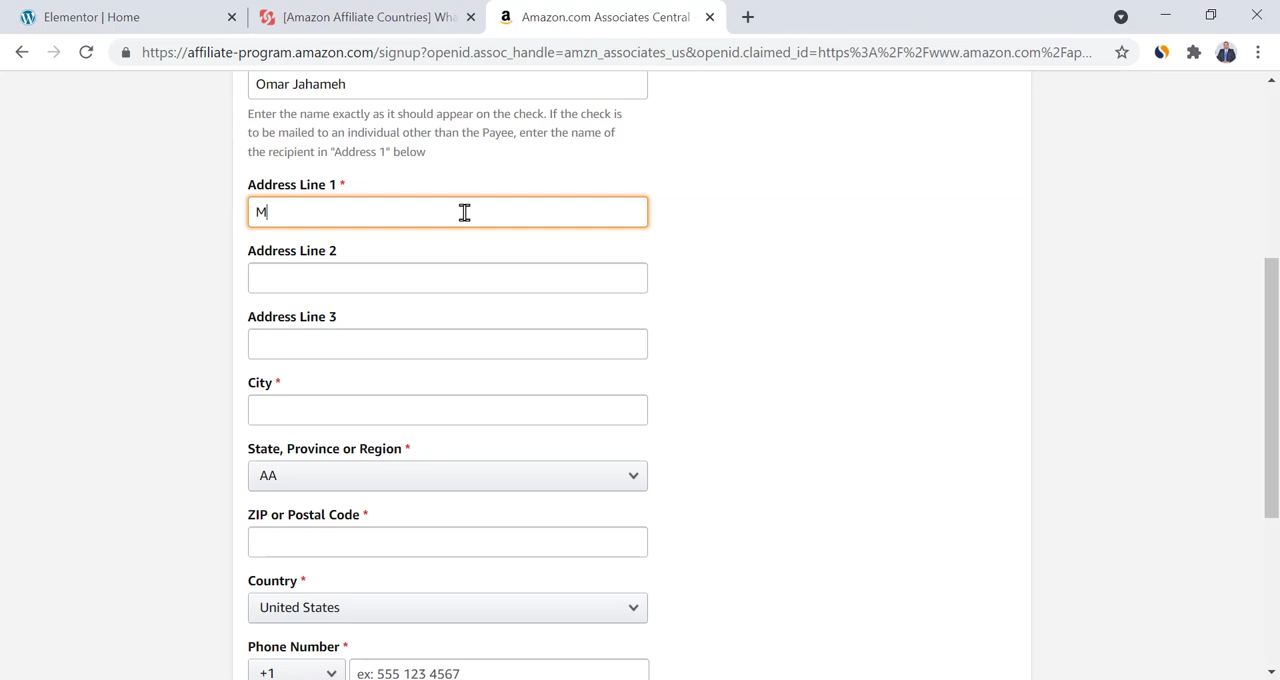 Elementor | Home
[Amazon Affiliate Countries] Wha
Amazon.com Associates Central
https://affiliate-program.amazon.com/signup?openid.assoc_handle=amzn_associates_us&openid.claimed_id=https%3A%2F%2Fwww.amazon.com%2Fap...
Omar Jahameh
Enter the name exactly as it should appear on the check. If the check
is to be mailed to an individual other than the Payee, enter the name of
the recipient in "Address 1" below
Address Line 1 *
M
Address Line 2
Address Line 3
City *
State, Province or Region *
AA
ZIP or Postal Code *
Country *
United States
Phone Number *
+1
ex: 555 123 4567